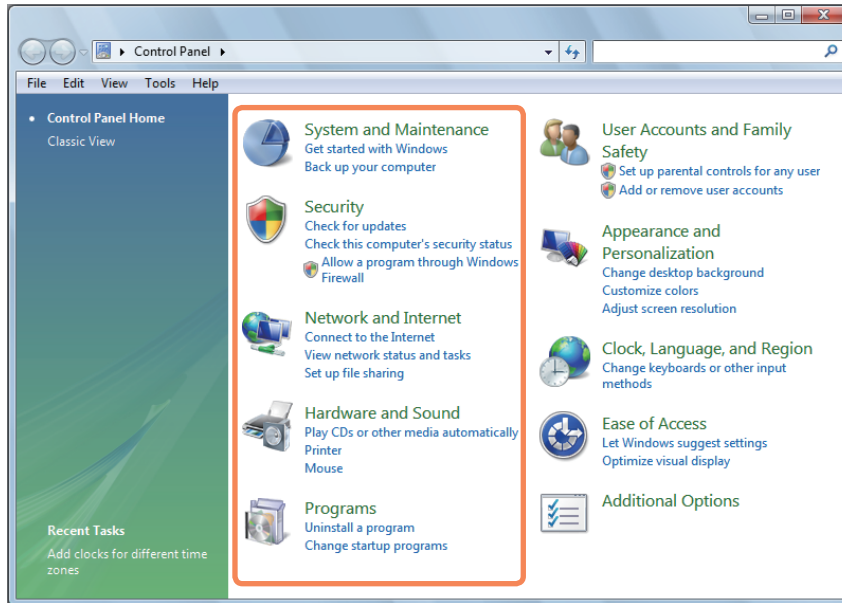 Control Panel
File Edit View Tools Help
Control Panel Home
Classic View
System and Maintenance
Get started with Windows
Back up your computer
Security
Check for updates
Check this computer's security status
Allow a program through Windows
Firewall
Network and Internet
Connect to the Internet
View network status and tasks
Set up file sharing
Hardware and Sound
Play CDs or other media automatically
Printer
Mouse
Programs
Uninstall a program
Change startup programs
User Accounts and Family
Safety
Set up parental controls for any user
Add or remove user accounts
Appearance and
Personalization
Change desktop background
Customize colors
Adjust screen resolution
Clock, Language, and Region
Change keyboards or other input
methods
Ease of Access
Let Windows suggest settings
Optimize visual display
Additional Options
Recent Tasks
Add clocks for different time
zones